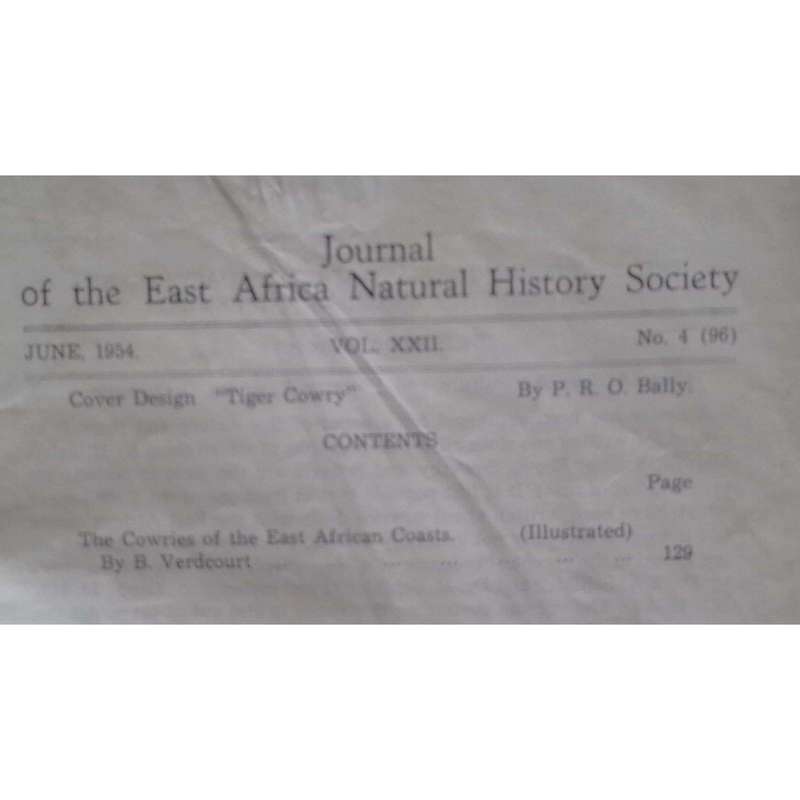 Journal
of the East Africa Natural History Society
JUNE, 1954. VOL. XXII. No. 4 (96)
Cover Design "Tiger Cowry" By P. R. O. Bally.
CONTENTS
Page
The Cowries of the East African Coasts. (Illustrated)
By B. Verdcourt ... ... ... ... ... ... 129